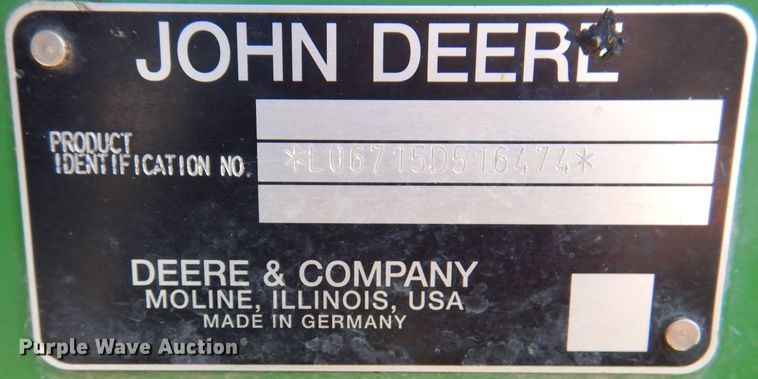 JOHN DEERE
PRODUCT
IDENTIFICATION NO. *L06715D516474*
DEERE & COMPANY
MOLINE, ILLINOIS, USA
MADE IN GERMANY
Purple Wave Auction